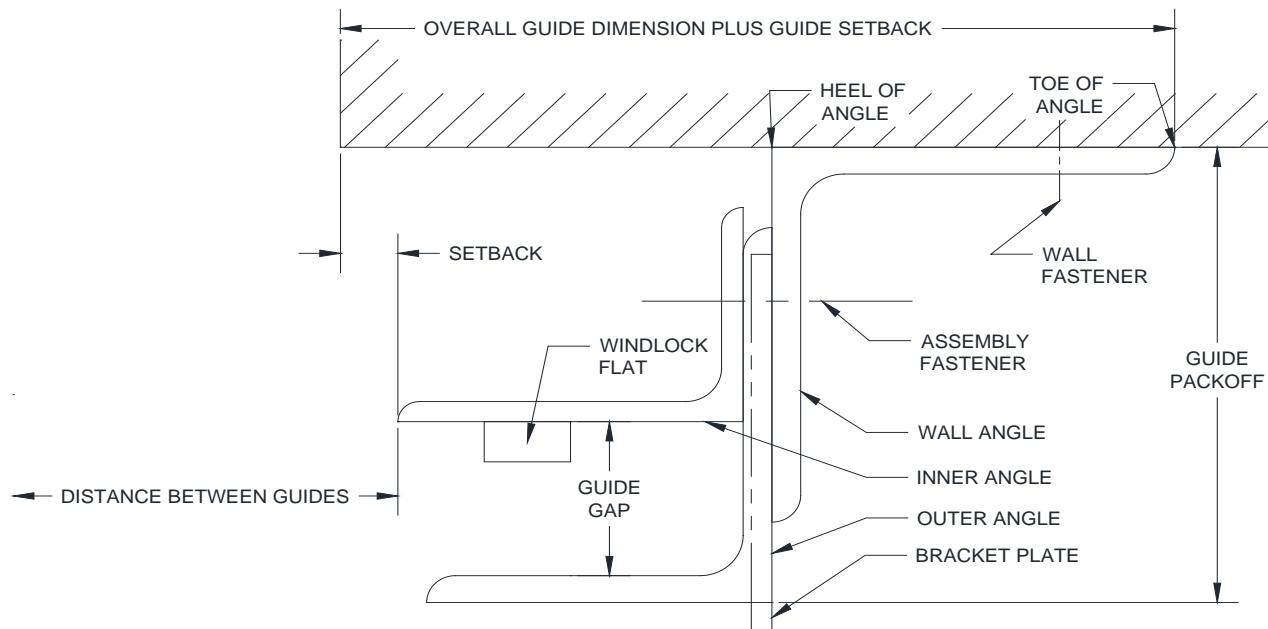 OVERALL GUIDE DIMENSION PLUS GUIDE SETBACK
HEEL OF
ANGLE
TOE OF
ANGLE
SETBACK
WALL
FASTENER
WINDLOCK
FLAT
ASSEMBLY
FASTENER
GUIDE
PACKOFF
WALL ANGLE
INNER ANGLE
DISTANCE BETWEEN GUIDES
GUIDE
GAP
OUTER ANGLE
BRACKET PLATE